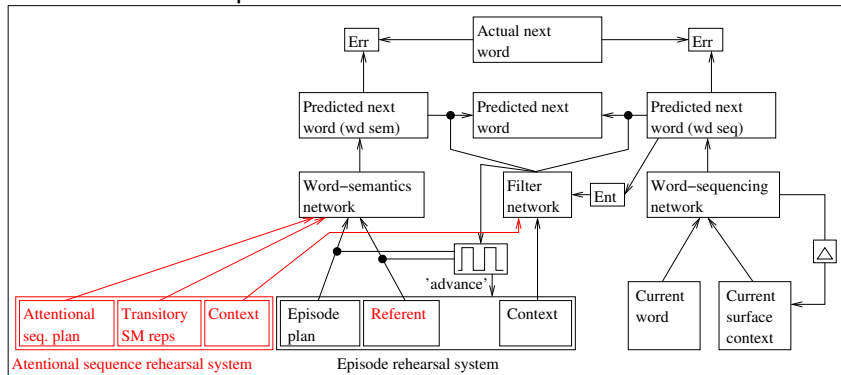 Actual next
word
Err
Err
Predicted next
word (wd sem)
Predicted next
word
Predicted next
word (wd seq)
Word−semantics
network
Filter
network
Ent
Word−sequencing
network
△
'advance'
Attentional
seq. plan
Transitory
SM reps
Context
Episode
plan
Referent
Context
Current
word
Current
surface
context
Atentional sequence rehearsal system
Episode rehearsal system